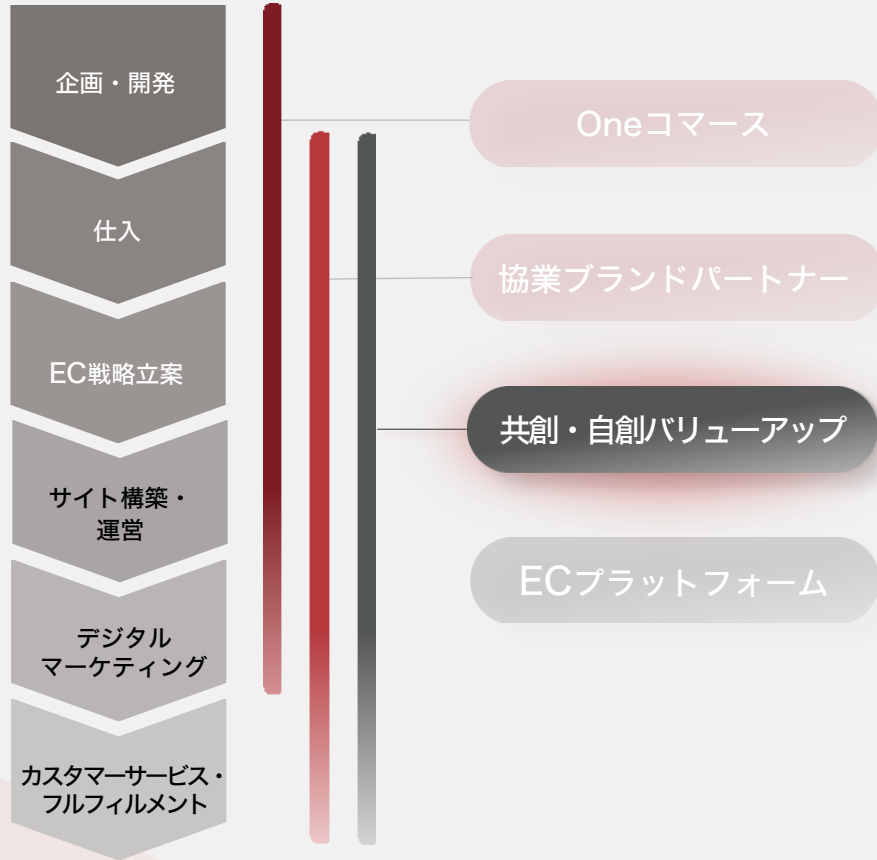 企画・開発
仕入
EC戦略立案
サイト構築・
運営
デジタル
マーケティング
カスタマーサービス・
フルフィルメント
Oneコマース
協業ブランドパートナー
共創・自創バリューアップ
ECプラットフォーム